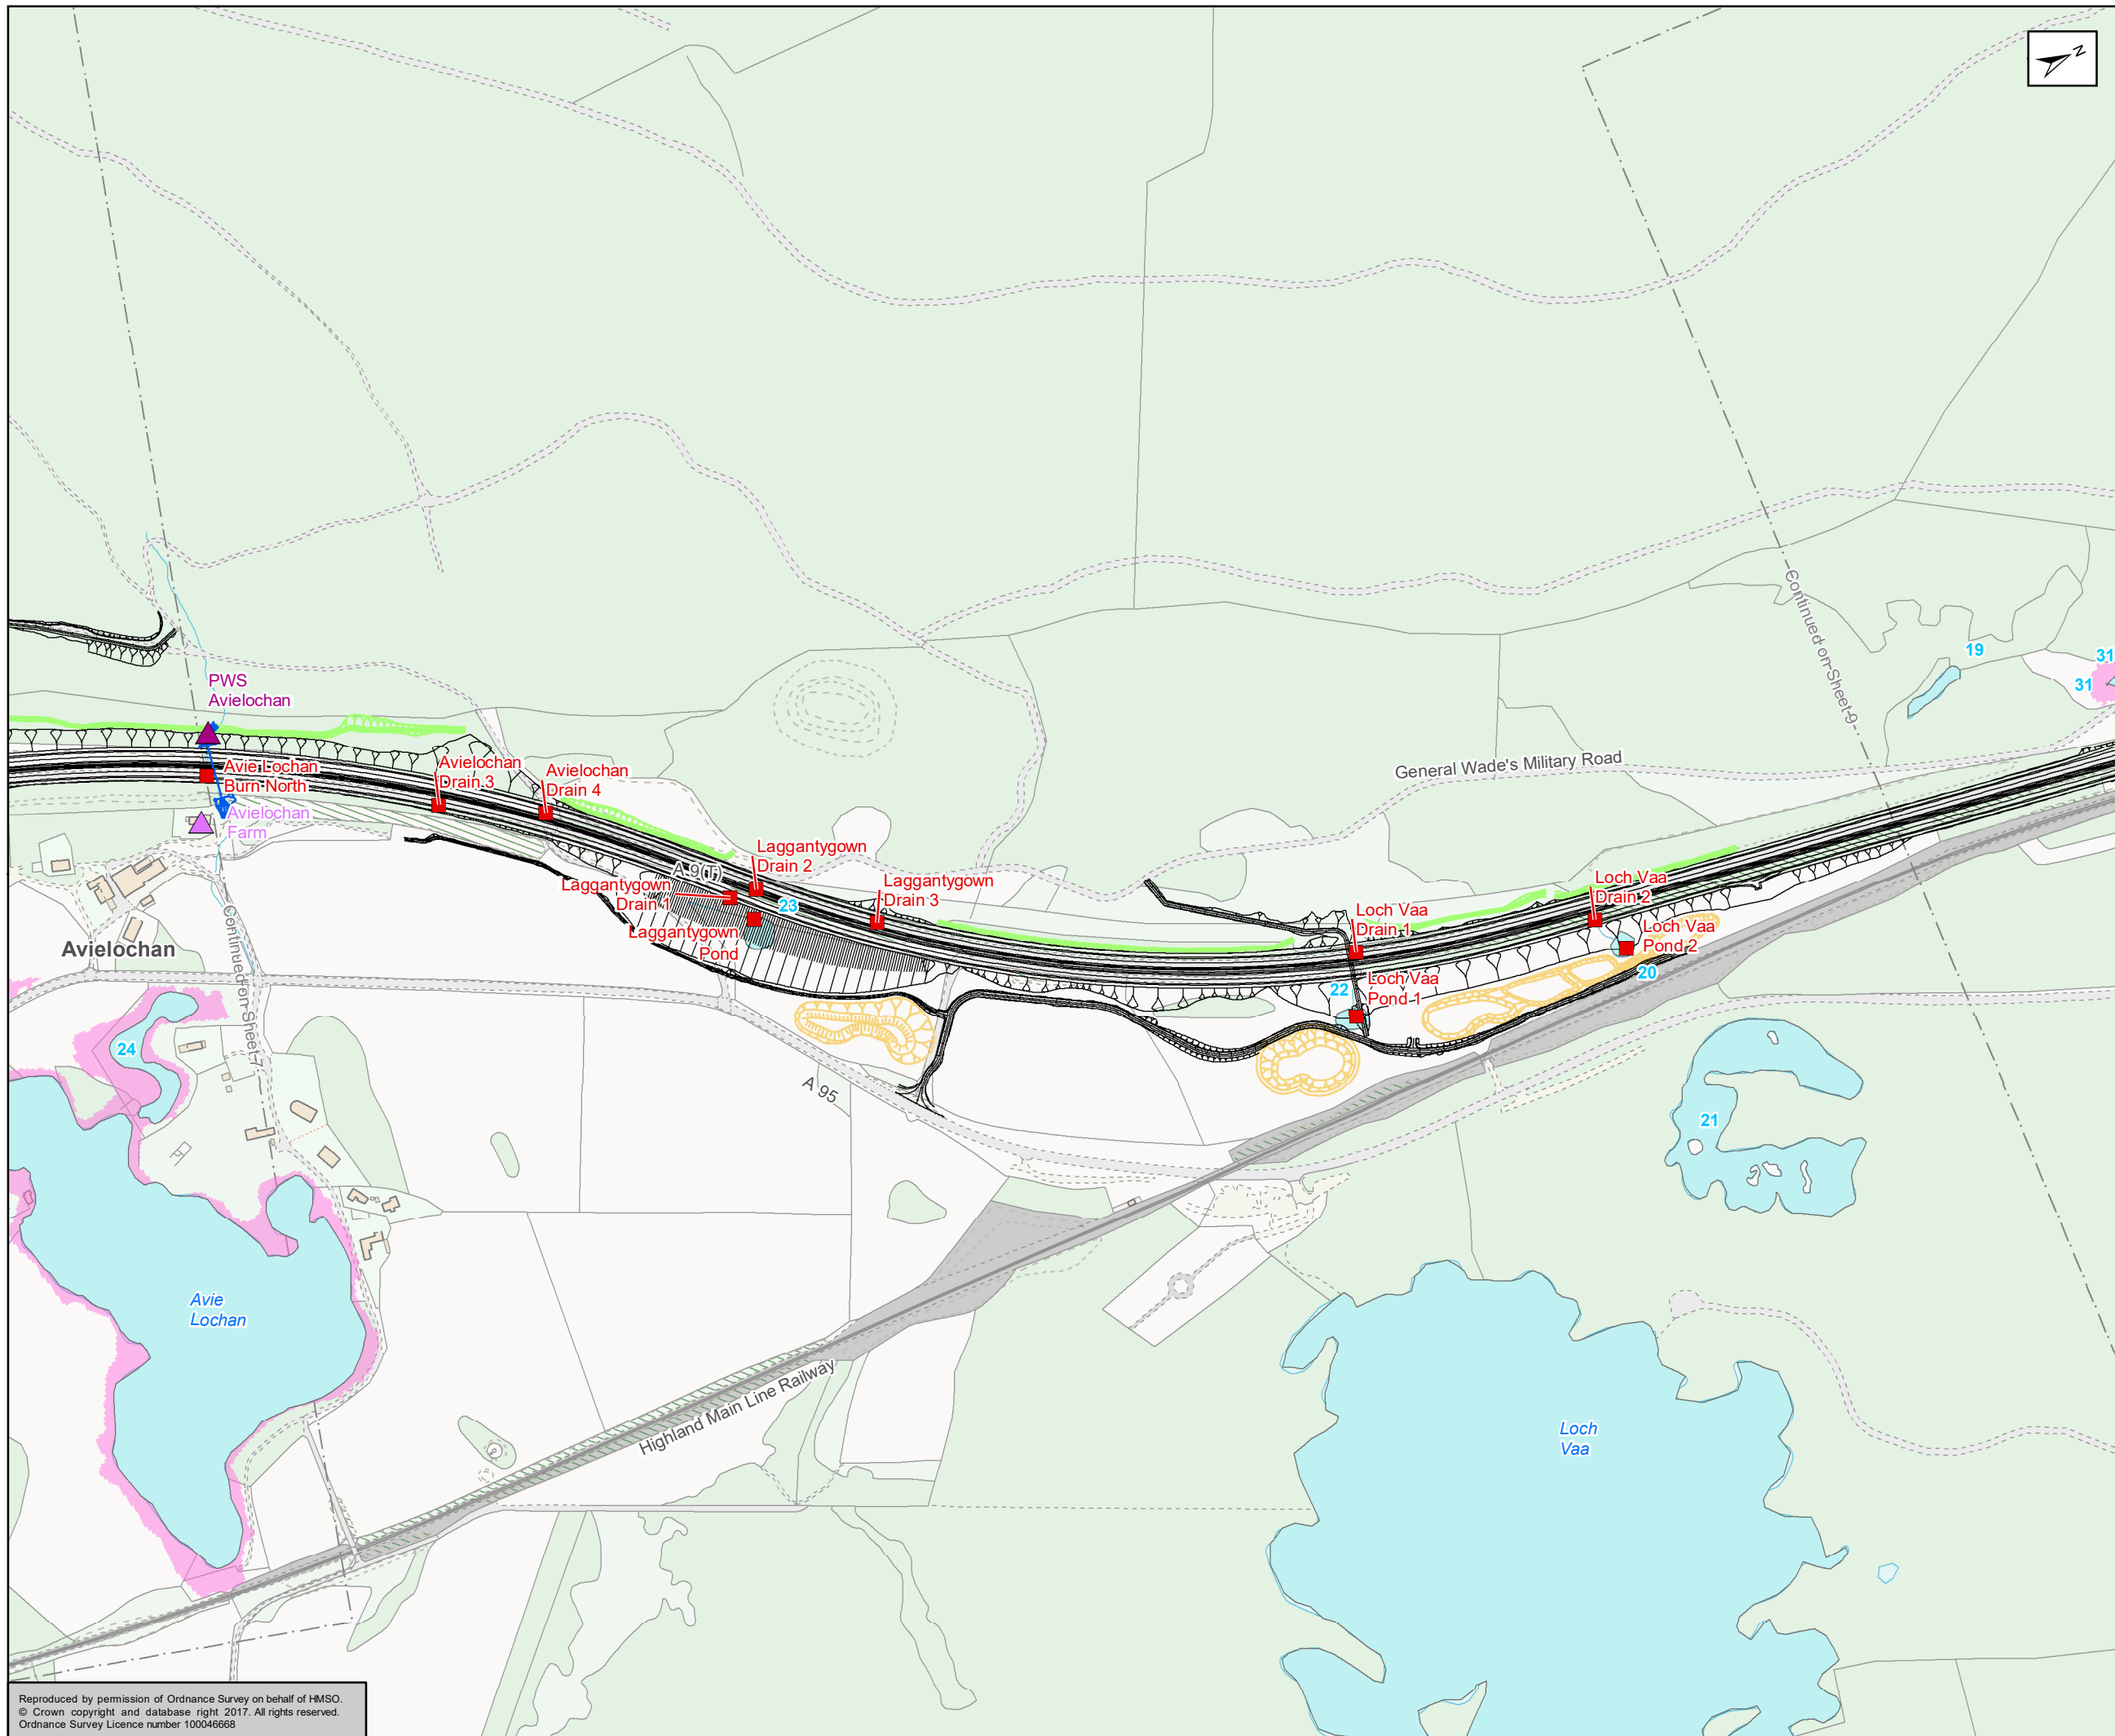 N
Continued on Sheet 9
19
31
31
PWS
Avielochan
General Wade's Military Road
Avie Lochan
Burn North
Avielochan
Drain 3
Avielochan
Drain 4
Avielochan
Farm
A 9(T)
Laggantygown
Drain 2
Laggantygown
Drain 1
23
Laggantygown
Drain 3
Laggantygown
Pond
Loch Vaa
Drain 2
Loch Vaa
Drain 1
Loch Vaa
Pond 2
20
22
Loch Vaa
Pond 1
Avielochan
Continued on Sheet 7
24
A 95
21
Avie
Lochan
Highland Main Line Railway
Loch
Vaa
Reproduced by permission of Ordnance Survey on behalf of HMSO.
© Crown copyright and database right 2017. All rights reserved.
Ordnance Survey Licence number 100046668